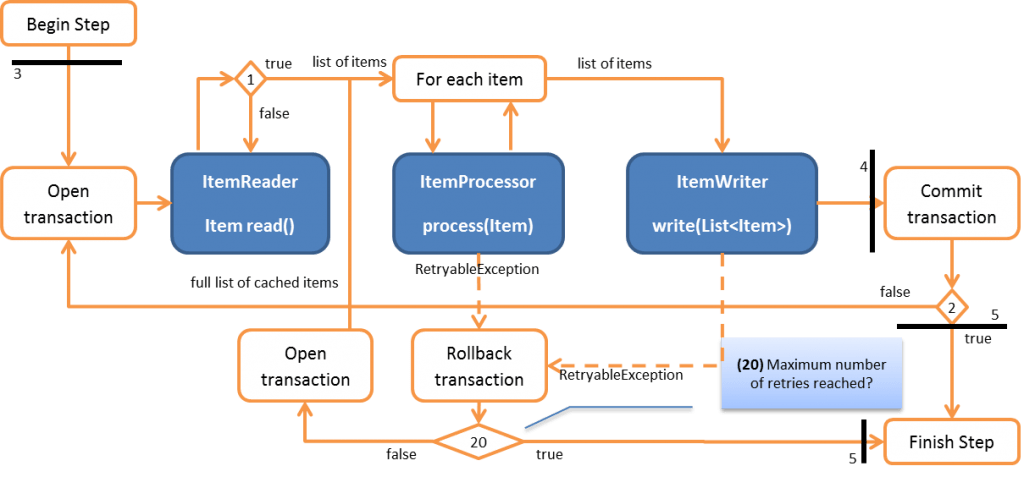 Begin Step
3
1
true
list of items
false
For each item
list of items
Open
transaction
ItemReader
Item read()
ItemProcessor
process(Item)
ItemWriter
write(List<Item>)
4
Commit
transaction
RetryableException
full list of cached items
false
2
5
true
Open
transaction
Rollback
transaction
RetryableException
(20) Maximum number
of retries reached?
20
false
true
5
Finish Step